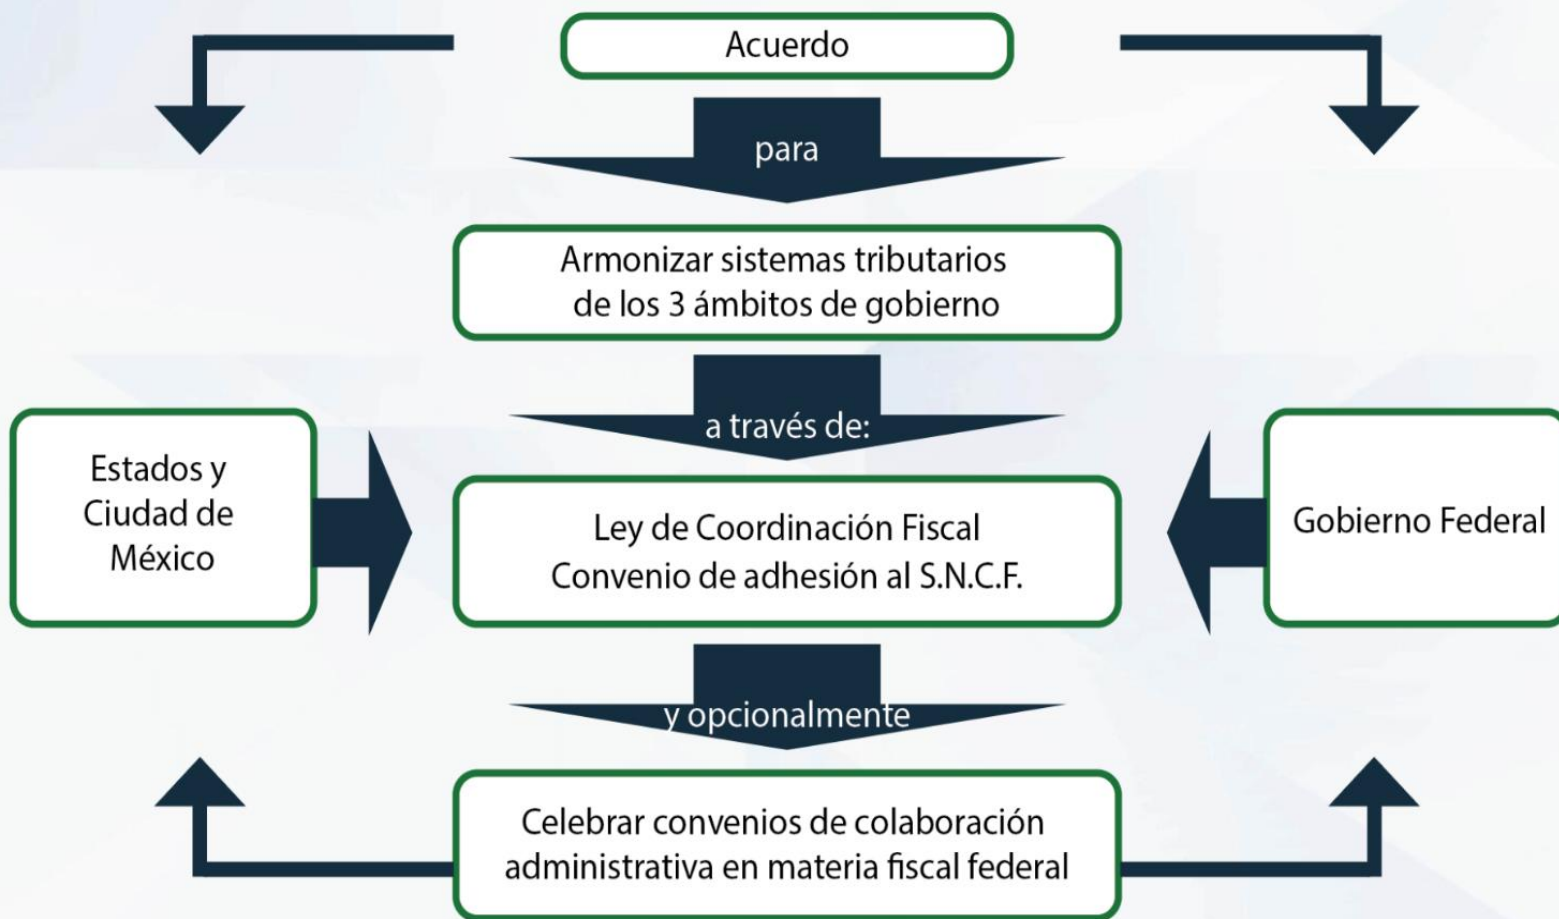 Acuerdo
para
Armonizar sistemas tributarios
de los 3 ámbitos de gobierno
a través de:
Estados y
Ciudad de
México
Ley de Coordinación Fiscal
Convenio de adhesión al S.N.C.F.
Gobierno Federal
y opcionalmente
Celebrar convenios de colaboración
administrativa en materia fiscal federal